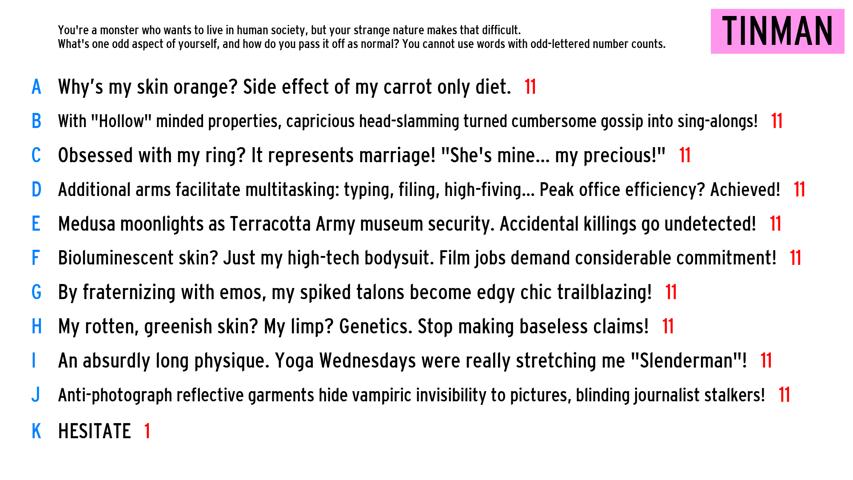 You're a monster who wants to live in human society, but your strange nature makes that difficult.
What's one odd aspect of yourself, and how do you pass it off as normal? You cannot use words with odd-lettered number counts.
TINMAN
A Why's my skin orange? Side effect of my carrot only diet. 11
B With "Hollow" minded properties, capricious head-slamming turned cumbersome gossip into sing-alongs! 11
C Obsessed with my ring? It represents marriage! "She's mine... my precious!" 11
D Additional arms facilitate multitasking: typing, filing, high-fiving... Peak office efficiency? Achieved! 11
E Medusa moonlights as Terracotta Army museum security. Accidental killings go undetected! 11
F Bioluminescent skin? Just my high-tech bodysuit. Film jobs demand considerable commitment! 11
G By fraternizing with emos, my spiked talons become edgy chic trailblazing! 11
H My rotten, greenish skin? My limp? Genetics. Stop making baseless claims! 11
I An absurdly long physique. Yoga Wednesdays were really stretching me "Slenderman"! 11
J Anti-photograph reflective garments hide vampiric invisibility to pictures, blinding journalist stalkers! 11
K HESITATE 1